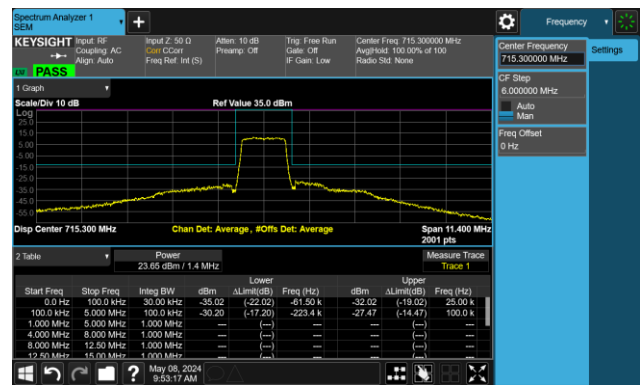 Spectrum Analyzer 1
SEM
Frequency
KEYSIGHT
Input: RF
Coupling: AC
Align: Auto
Input Z: 50 Ω
Corr CCorr
Freq Ref: Int (S)
Atten: 10 dB
Preamp: Off
Trig: Free Run
Gate: Off
IF Gain: Low
Center Freq: 715.300000 MHz
Avg|Hold: 100.00% of 100
Radio Std: None
PASS
Center Frequency
715.300000 MHz
Settings
CF Step
6.000000 MHz
Auto
Man
Freq Offset
0 Hz
1 Graph
Scale/Div 10 dB
Ref Value 35.0 dBm
Log
25.0
15.0
5.00
-5.00
-15.0
-25.0
-35.0
-45.0
-55.0
Disp Center 715.300 MHz
Chan Det: Average, #Offs Det: Average
Span 11.400 MHz
2001 pts
2 Table
Power
23.65 dBm / 1.4 MHz
Measure Trace
Trace 1
Lower Upper
Start Freq Stop Freq Integ BW dBm ΔLimit(dB) Freq (Hz) dBm ΔLimit(dB) Freq (Hz)
0.0 Hz 100.0 kHz 30.00 kHz -35.02 (-22.02) -61.50 k -32.02 (-19.02) 25.00 k
100.0 kHz 5.000 MHz 100.0 kHz -30.20 (-17.20) -223.4 k -27.47 (-14.47) 100.0 k
1.000 MHz 5.000 MHz 1.000 MHz --- (---) --- --- (---) ---
4.000 MHz 8.000 MHz 1.000 MHz --- (---) --- --- (---) ---
8.000 MHz 12.50 MHz 1.000 MHz --- (---) --- --- (---) ---
12.50 MHz 15.00 MHz 1.000 MHz --- (---) --- --- (---) ---
May 08, 2024
9:53:17 AM